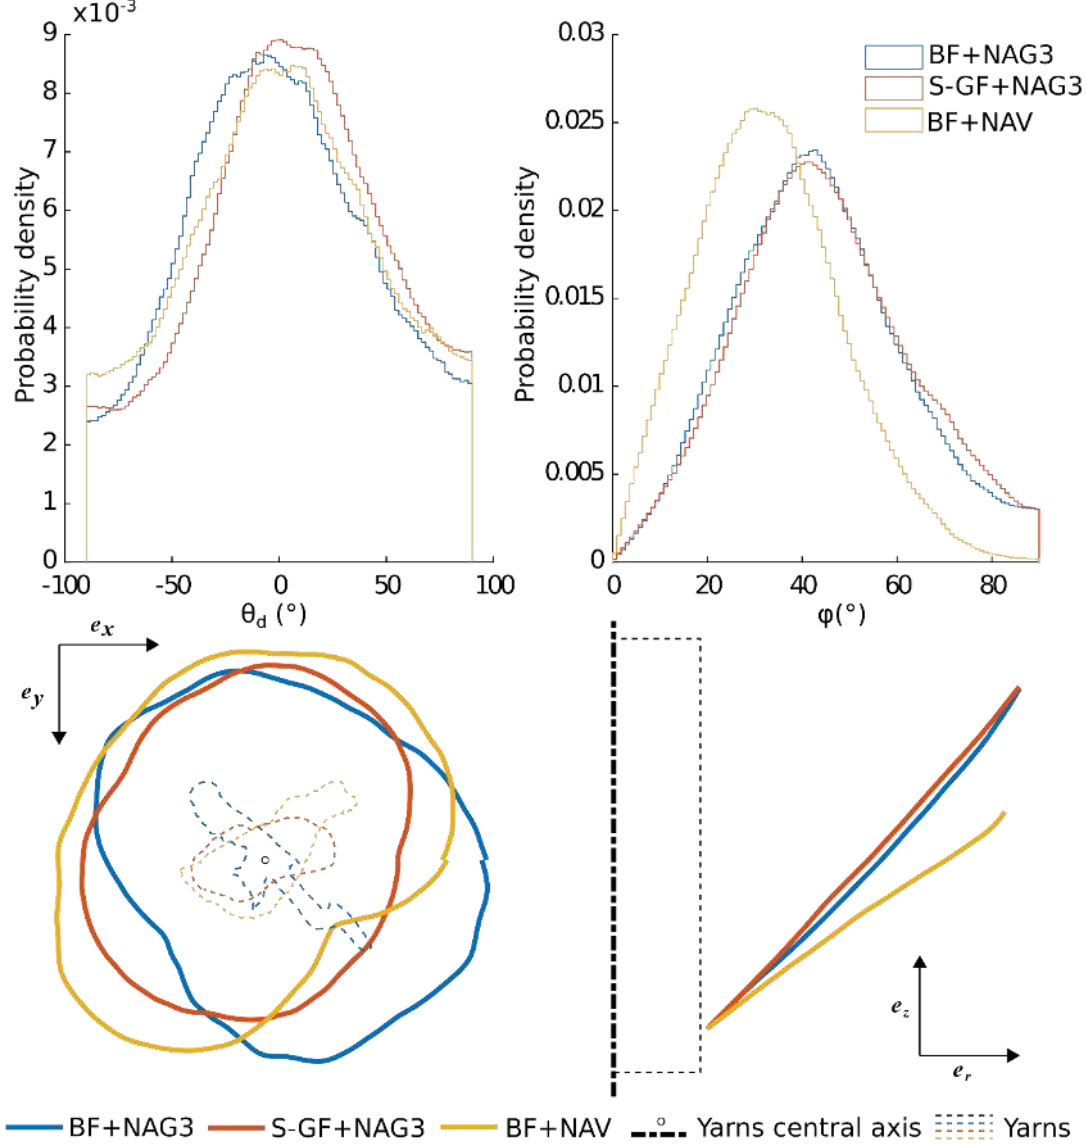 x10-3
9
8
7
6
5
4
3
2
1
0
Probability density
-100 -50 0 50 100
θd (°)
0.03
0.025
0.02
0.015
0.01
0.005
0
Probability density
0 20 40 60 80
φ(°)
BF+NAG3
S-GF+NAG3
BF+NAV
ex
ey
ez
er
BF+NAG3 S-GF+NAG3 BF+NAV Yarns central axis Yarns